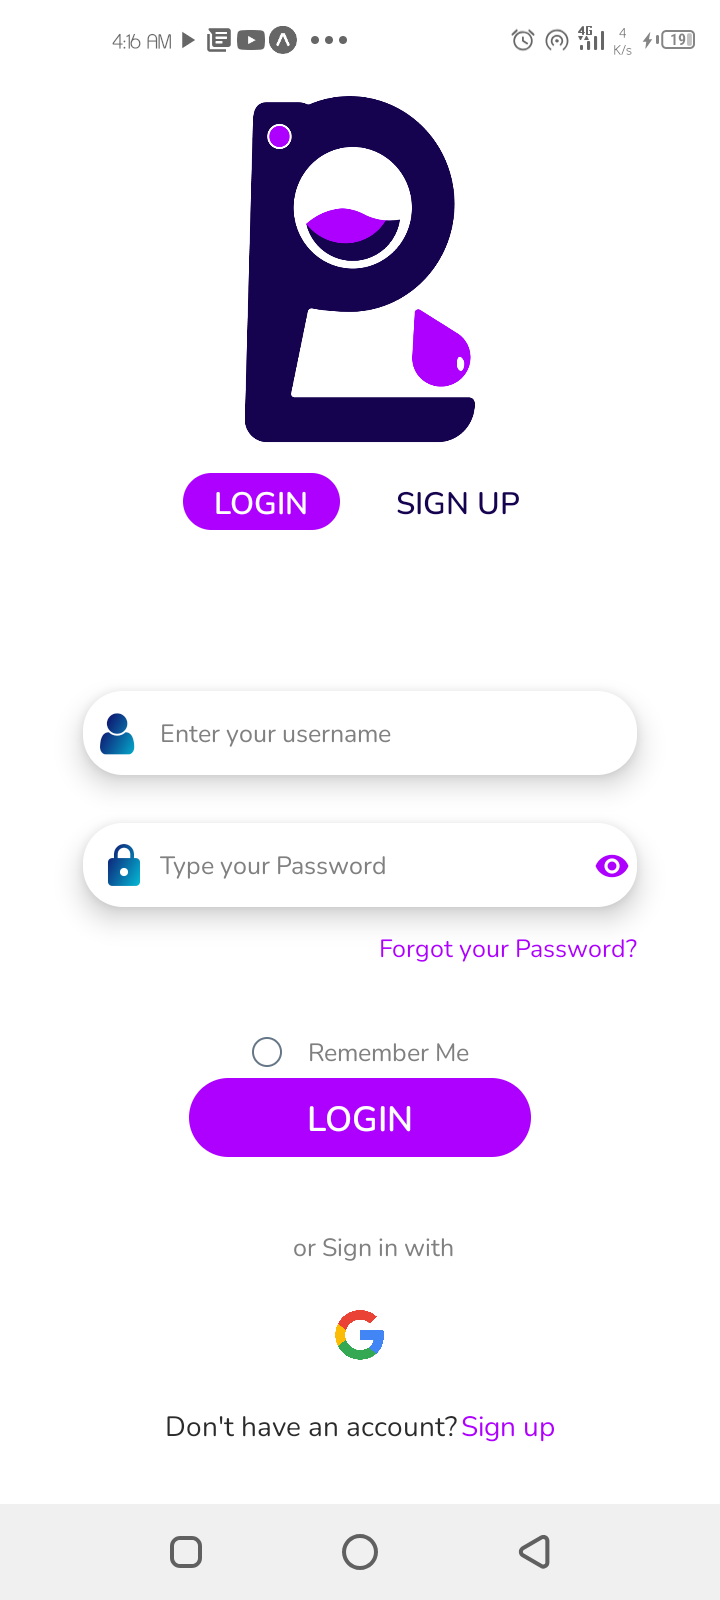 4:16 AM 4G 4 K/s 19
LOGIN SIGN UP
Enter your username
Type your Password
Forgot your Password?
Remember Me
LOGIN
or Sign in with
Don't have an account? Sign up